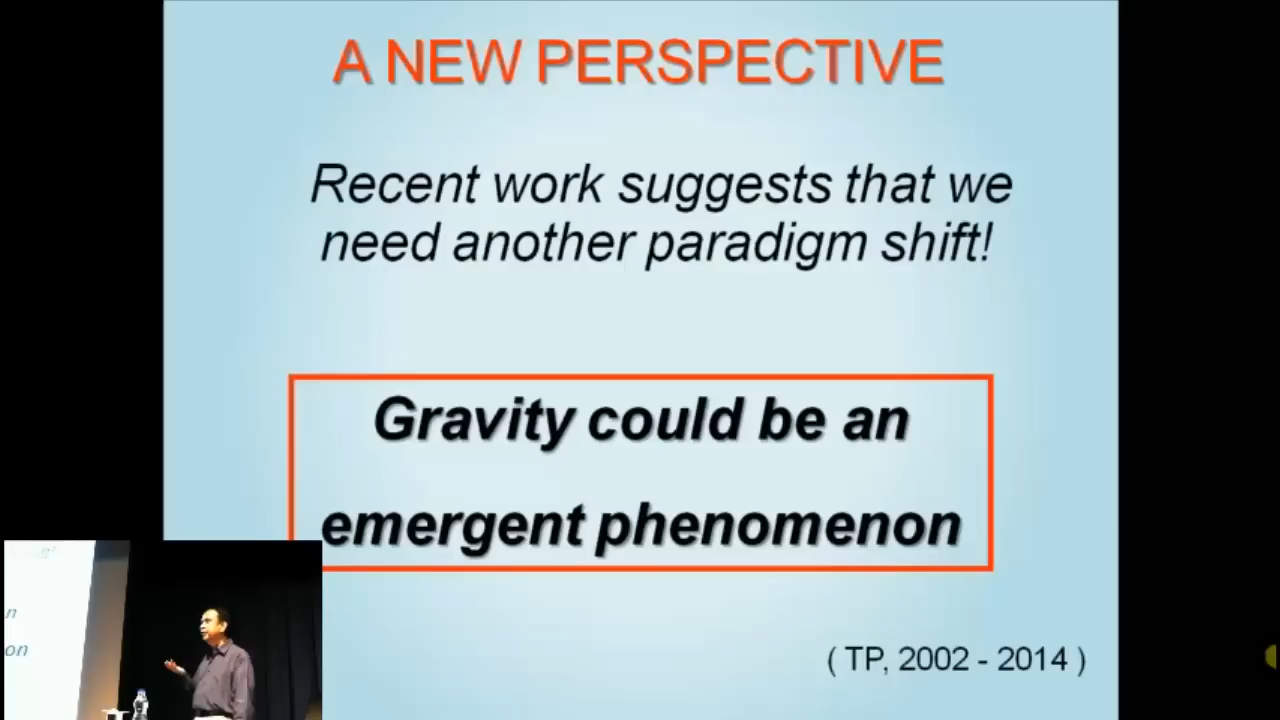 A NEW PERSPECTIVE
Recent work suggests that we
need another paradigm shift!
Gravity could be an
emergent phenomenon
( TP, 2002 - 2014 )
n
on